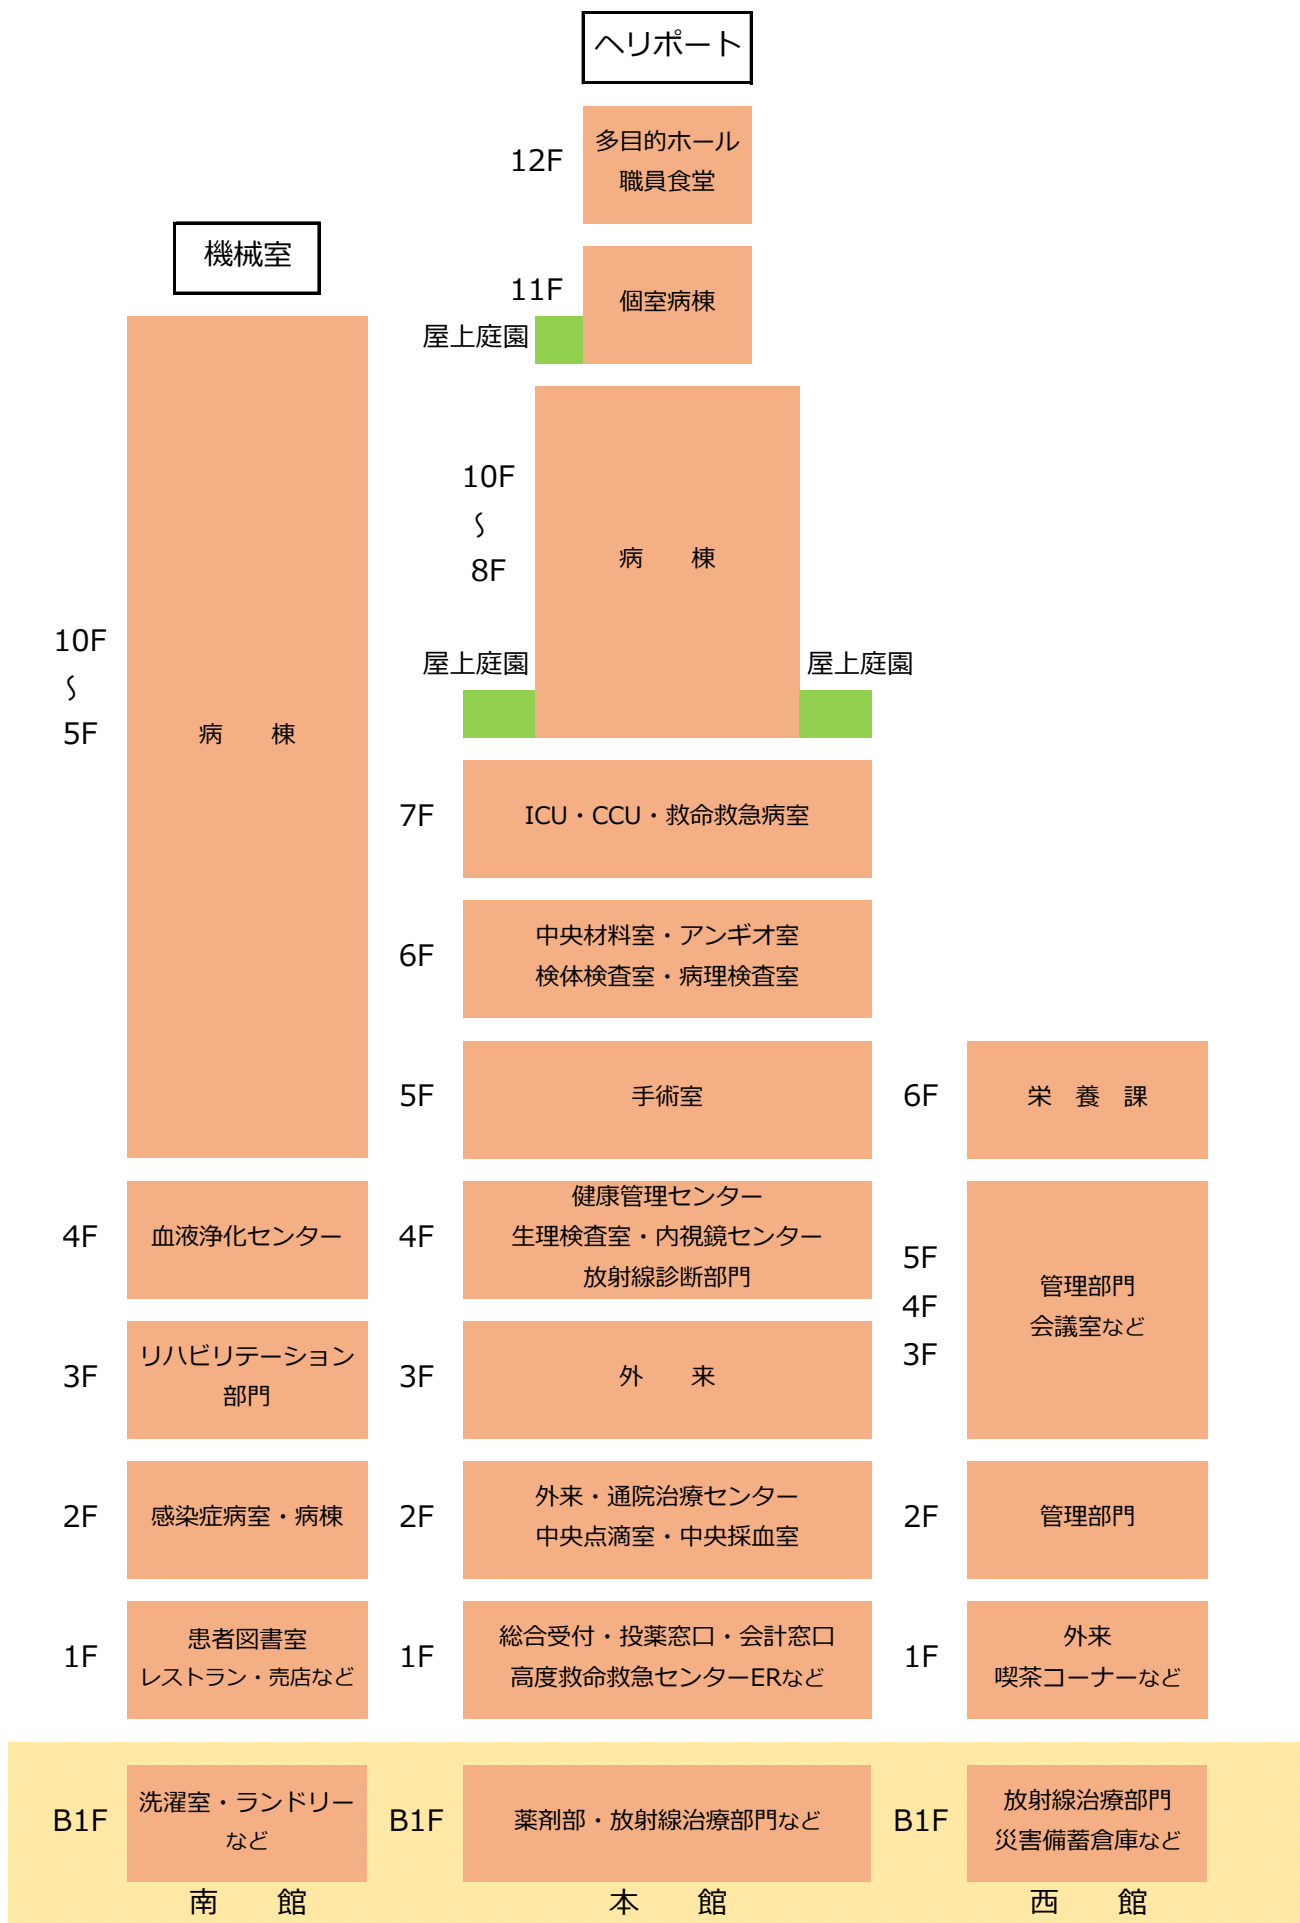 ヘリポート
12F
多目的ホール
職員食堂
機械室
11F
個室病棟
屋上庭園
10F
～
8F
病　棟
屋上庭園
屋上庭園
10F
～
5F
病　棟
7F
ICU・CCU・救命救急病室
6F
中央材料室・アンギオ室
検体検査室・病理検査室
5F
手術室
6F
栄　養　課
4F
血液浄化センター
4F
健康管理センター
生理検査室・内視鏡センター
放射線診断部門
5F
4F
3F
管理部門
会議室など
3F
リハビリテーション
部門
3F
外　来
2F
感染症病室・病棟
2F
外来・通院治療センター
中央点滴室・中央採血室
2F
管理部門
1F
患者図書室
レストラン・売店など
1F
総合受付・投薬窓口・会計窓口
高度救命救急センターERなど
1F
外来
喫茶コーナーなど
B1F
洗濯室・ランドリー
など
B1F
薬剤部・放射線治療部門など
B1F
放射線治療部門
災害備蓄倉庫など
南　館
本　館
西　館